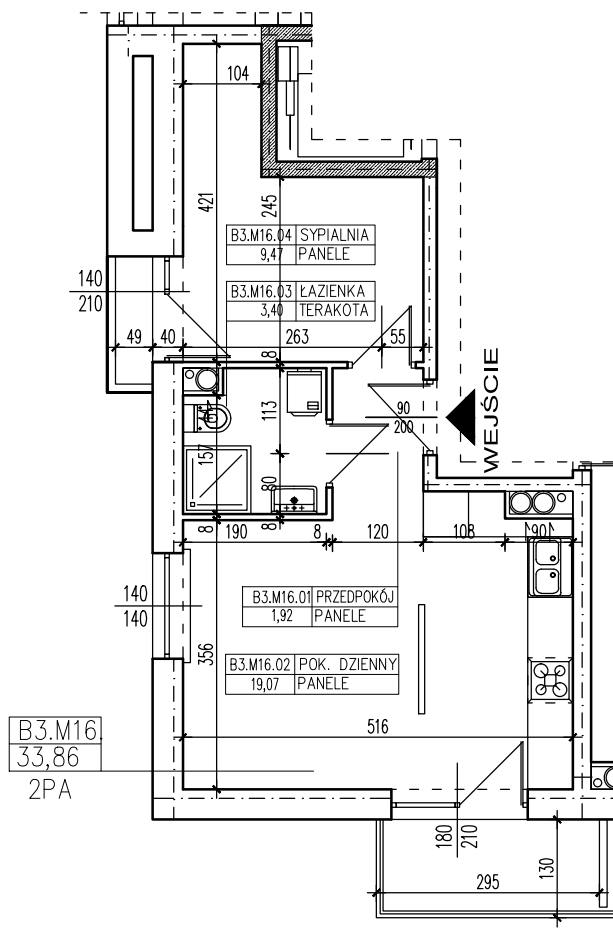 104
421
245
B3.M16.04 SYPIALNIA
9,47 PANELE
B3.M16.03 ŁAZIENKA
3,40 TERAKOTA
140
210
49
40
263
55
8
113
90
200
WEJŚCIE
157
80
8
8
190
8
120
108
90
140
140
B3.M16.01 PRZEDPOKÓJ
1,92 PANELE
356
B3.M16.02 POK. DZIENNY
19,07 PANELE
B3.M16.
33,86
2PA
516
180
210
130
295